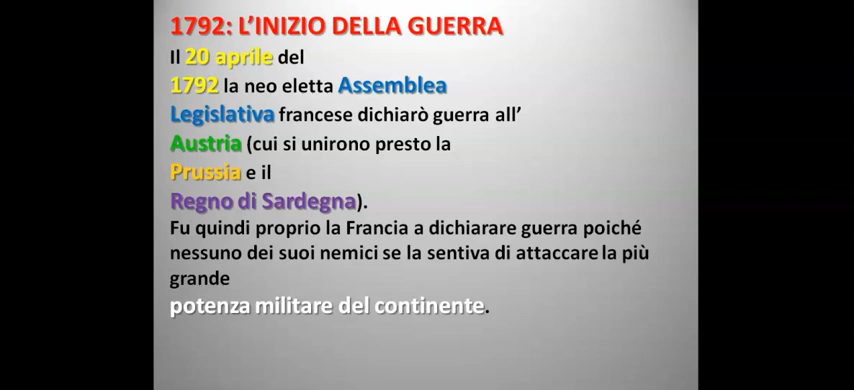 1792: L’INIZIO DELLA GUERRA
Il 20 aprile del
1792 la neo eletta Assemblea
Legislativa francese dichiarò guerra all’
Austria (cui si unirono presto la
Prussia e il
Regno di Sardegna).
Fu quindi proprio la Francia a dichiarare guerra poiché
nessuno dei suoi nemici se la sentiva di attaccare la più
grande
potenza militare del continente.